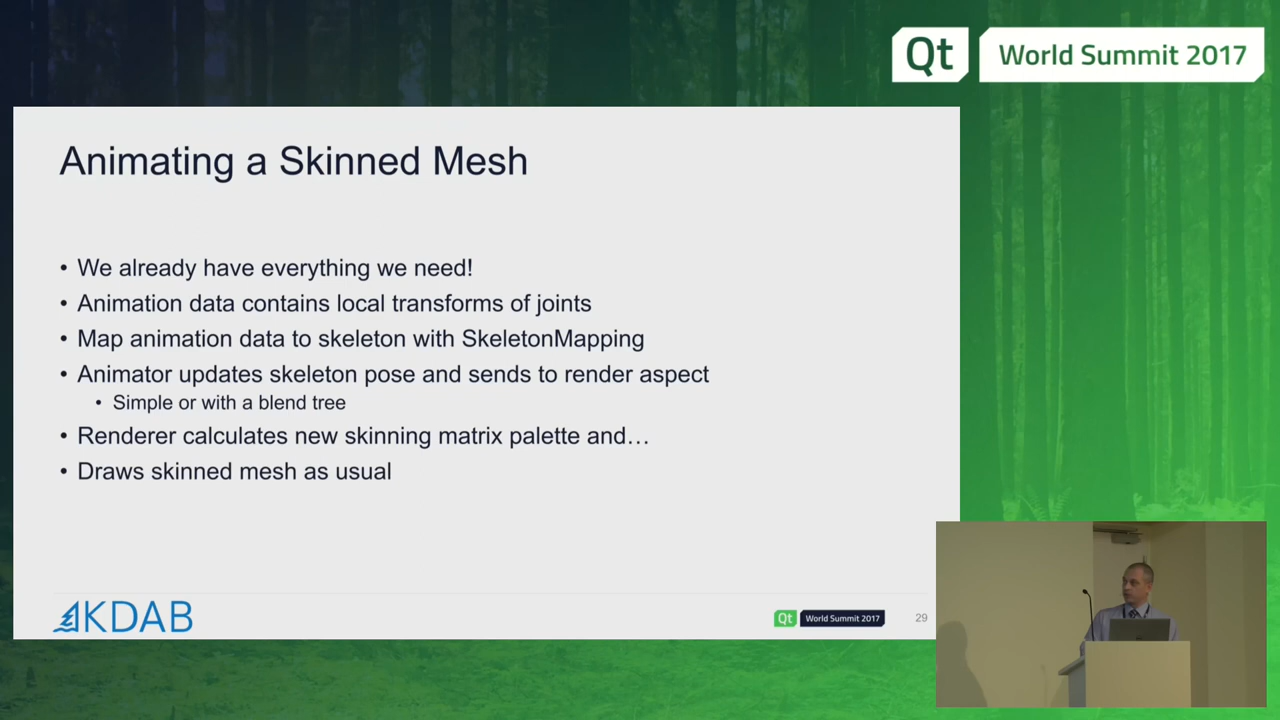 Qt World Summit 2017
Animating a Skinned Mesh
• We already have everything we need!
• Animation data contains local transforms of joints
• Map animation data to skeleton with SkeletonMapping
• Animator updates skeleton pose and sends to render aspect
• Simple or with a blend tree
• Renderer calculates new skinning matrix palette and…
• Draws skinned mesh as usual
KDAB
Qt World Summit 2017 29